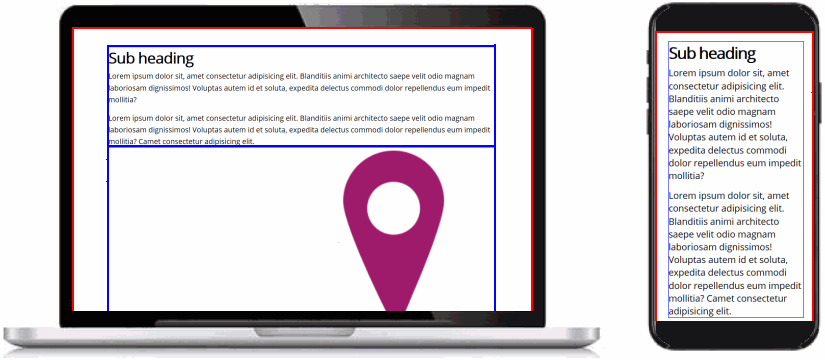 Sub heading
Lorem ipsum dolor sit, amet consectetur adipisicing elit. Blanditiis animi architecto saepe velit odio magnam
laboriosam dignissimos! Voluptas autem id et soluta, expedita delectus commodi dolor repellendus eum impedit
mollitia?
Lorem ipsum dolor sit, amet consectetur adipisicing elit. Blanditiis animi architecto saepe velit odio magnam
laboriosam dignissimos! Voluptas autem id et soluta, expedita delectus commodi dolor repellendus eum impedit
mollitia? Camet consectetur adipisicing elit.
Sub heading
Lorem ipsum dolor sit, amet
consectetur adipisicing elit.
Blanditiis animi architecto
saepe velit odio magnam
laboriosam dignissimos!
Voluptas autem id et soluta,
expedita delectus commodi
dolor repellendus eum impedit
mollitia?
Lorem ipsum dolor sit, amet
consectetur adipisicing elit.
Blanditiis animi architecto
saepe velit odio magnam
laboriosam dignissimos!
Voluptas autem id et soluta,
expedita delectus commodi
dolor repellendus eum impedit
mollitia? Camet consectetur
adipisicing elit.